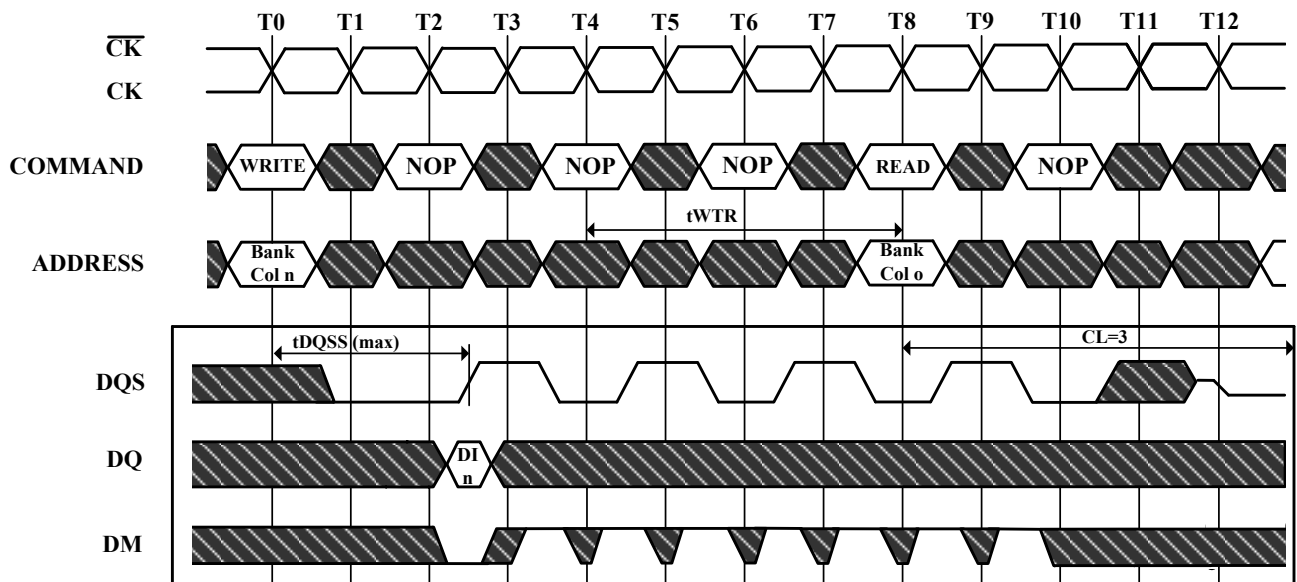 T0 T1 T2 T3 T4 T5 T6 T7 T8 T9 T10 T11 T12
CK
CK
COMMAND WRITE NOP NOP NOP READ NOP
tWTR
ADDRESS Bank Col n Bank Col o
tDQSS (max) CL=3
DQS
DQ DI n
DM